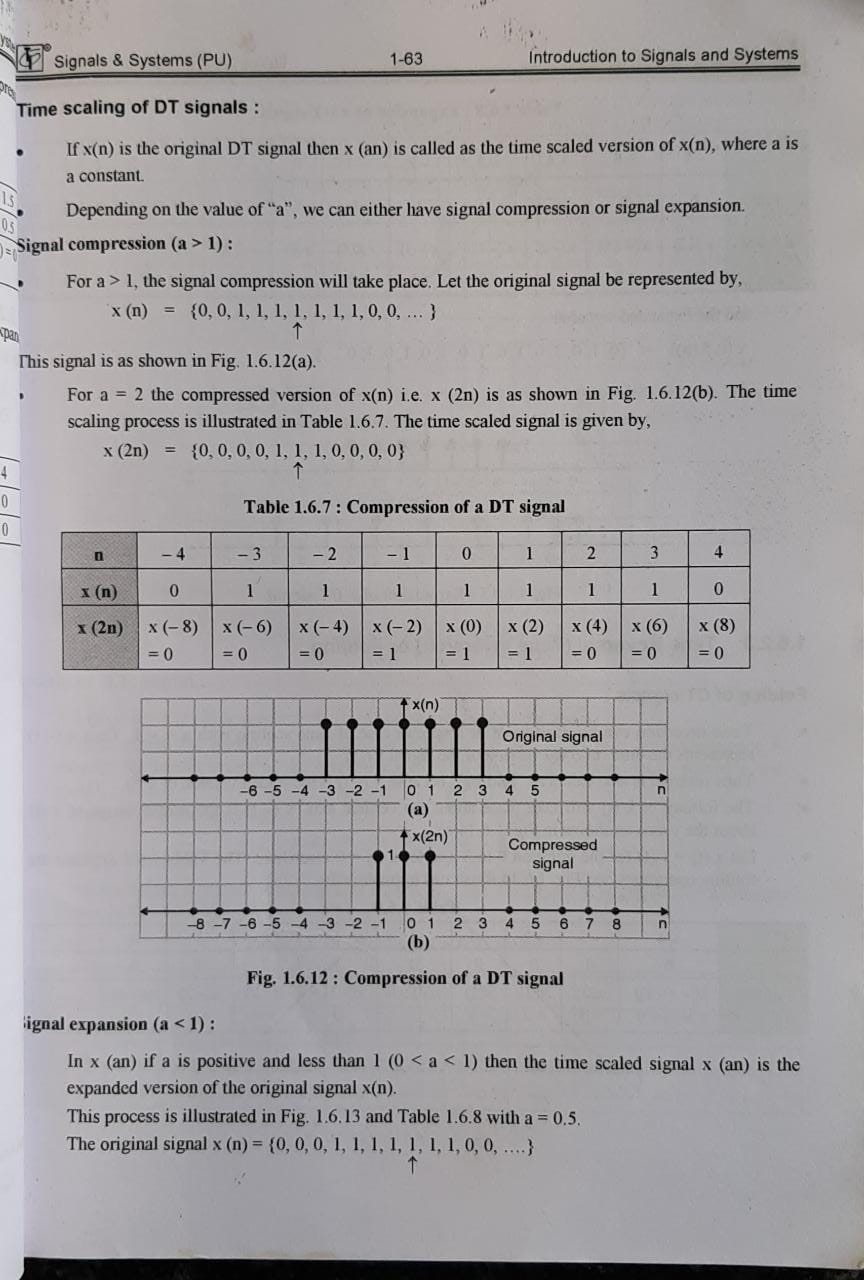 Signals & Systems (PU) 1-63 Introduction to Signals and Systems
Time scaling of DT signals :
• If x(n) is the original DT signal then x (an) is called as the time scaled version of x(n), where a is
a constant.
• Depending on the value of “a”, we can either have signal compression or signal expansion.
Signal compression (a > 1) :
• For a > 1, the signal compression will take place. Let the original signal be represented by,
x (n) = {0, 0, 1, 1, 1, 1, 1, 1, 1, 0, 0, ... }
↑
This signal is as shown in Fig. 1.6.12(a).
• For a = 2 the compressed version of x(n) i.e. x (2n) is as shown in Fig. 1.6.12(b). The time
scaling process is illustrated in Table 1.6.7. The time scaled signal is given by,
x (2n) = {0, 0, 0, 0, 1, 1, 1, 0, 0, 0, 0}
↑
Table 1.6.7 : Compression of a DT signal
n – 4 – 3 – 2 – 1 0 1 2 3 4
x (n) 0 1 1 1 1 1 1 1 0
x (2n) x (– 8) x (– 6) x (– 4) x (– 2) x (0) x (2) x (4) x (6) x (8)
= 0 = 0 = 0 = 1 = 1 = 1 = 0 = 0 = 0
x(n)
Original signal
–6 –5 –4 –3 –2 –1 0 1 2 3 4 5 n
(a)
x(2n)
Compressed
1
signal
–8 –7 –6 –5 –4 –3 –2 –1 0 1 2 3 4 5 6 7 8 n
(b)
Fig. 1.6.12 : Compression of a DT signal
ignal expansion (a < 1) :
In x (an) if a is positive and less than 1 (0 < a < 1) then the time scaled signal x (an) is the
expanded version of the original signal x(n).
This process is illustrated in Fig. 1.6.13 and Table 1.6.8 with a = 0.5.
The original signal x (n) = {0, 0, 0, 1, 1, 1, 1, 1, 1, 1, 0, 0, ....}
↑